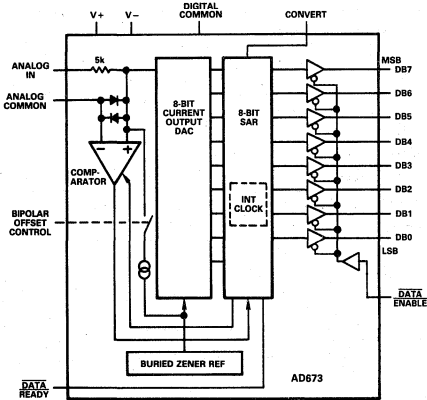 V+
V−
DIGITAL
COMMON
CONVERT
ANALOG
IN
5k
ANALOG
COMMON
8-BIT
CURRENT
OUTPUT
DAC
8-BIT
SAR
MSB
DB7
DB6
DB5
DB4
DB3
DB2
DB1
DB0
LSB
−
+
COMP-
ARATOR
INT
CLOCK
BIPOLAR
OFFSET
CONTROL
DATA
ENABLE
BURIED ZENER REF
DATA
READY
AD673